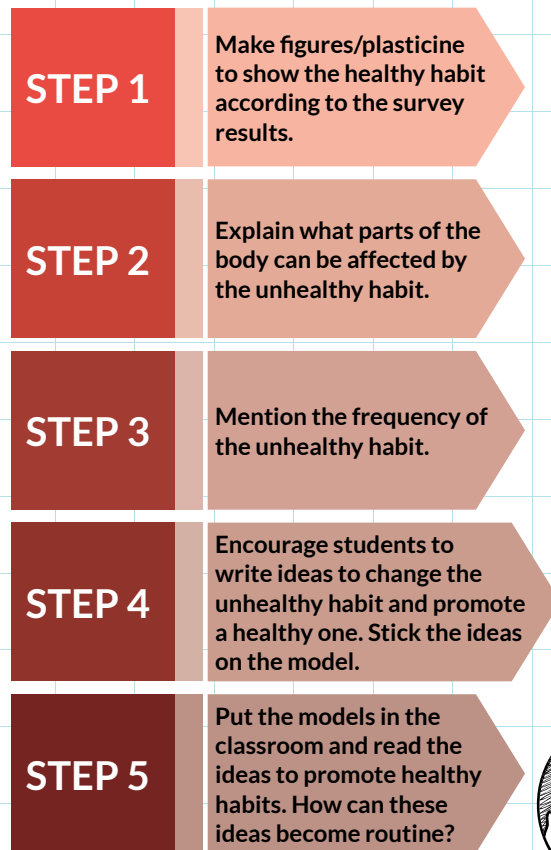 STEP 1
Make figures/plasticine
to show the healthy habit
according to the survey
results.
STEP 2
Explain what parts of the
body can be affected by
the unhealthy habit.
STEP 3
Mention the frequency of
the unhealthy habit.
STEP 4
Encourage students to
write ideas to change the
unhealthy habit and promote
a healthy one. Stick the ideas
on the model.
STEP 5
Put the models in the
classroom and read the
ideas to promote healthy
habits. How can these
ideas become routine?